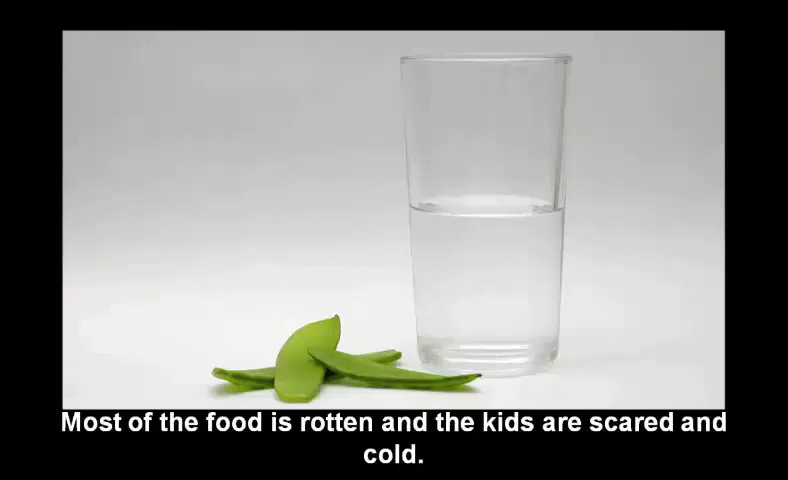 Most of the food is rotten and the kids are scared and
cold.